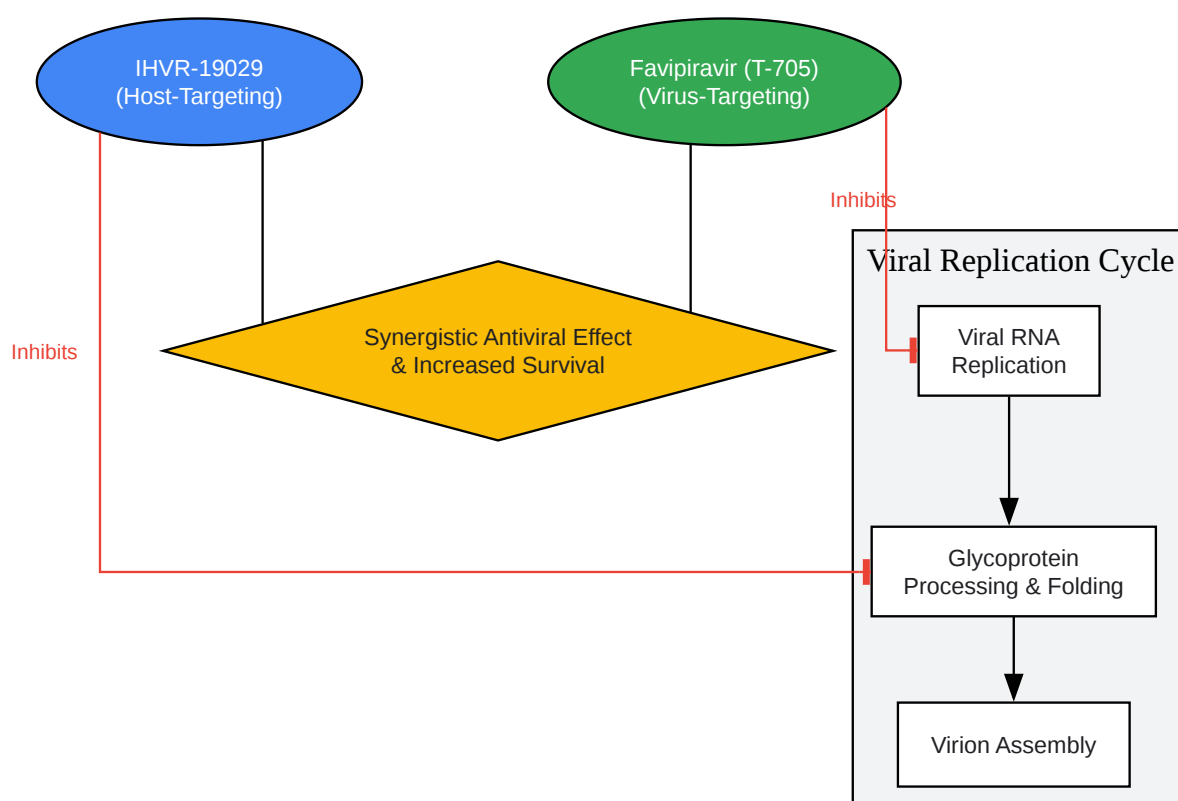 IHVR-19029
(Host-Targeting)
Favipiravir (T-705)
(Virus-Targeting)
Inhibits
Viral Replication Cycle
Synergistic Antiviral Effect
& Increased Survival
Inhibits
Viral RNA
Replication
Glycoprotein
Processing & Folding
Virion Assembly